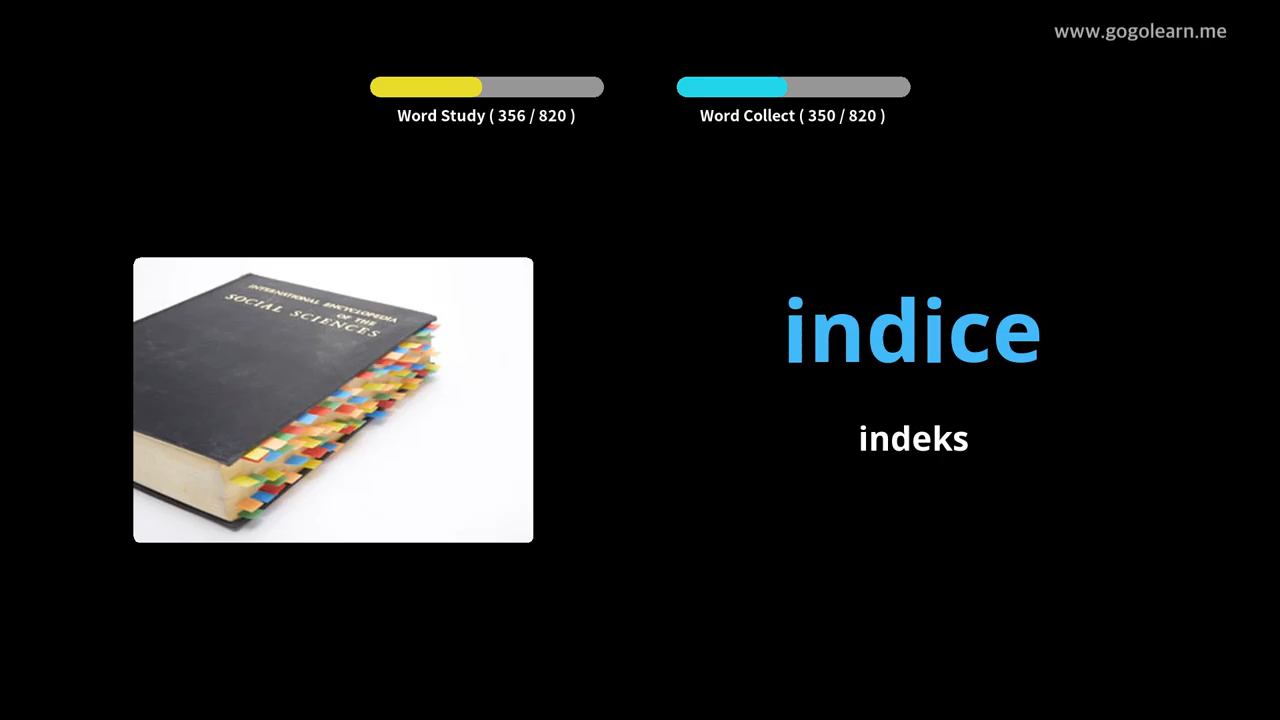 www.gogolearn.me
Word Study ( 356 / 820 )
Word Collect ( 350 / 820 )
INTERNATIONAL ENCYCLOPEDIA
OF THE
SOCIAL SCIENCES
indice
indeks